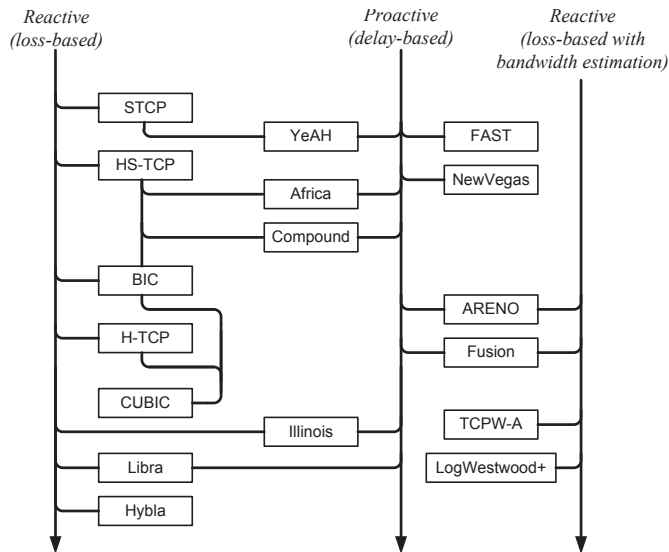 Reactive
(loss-based)
Proactive
(delay-based)
Reactive
(loss-based with
bandwidth estimation)
STCP
YeAH
FAST
HS-TCP
NewVegas
Africa
Compound
BIC
ARENO
H-TCP
Fusion
CUBIC
TCPW-A
Illinois
Libra
LogWestwood+
Hybla